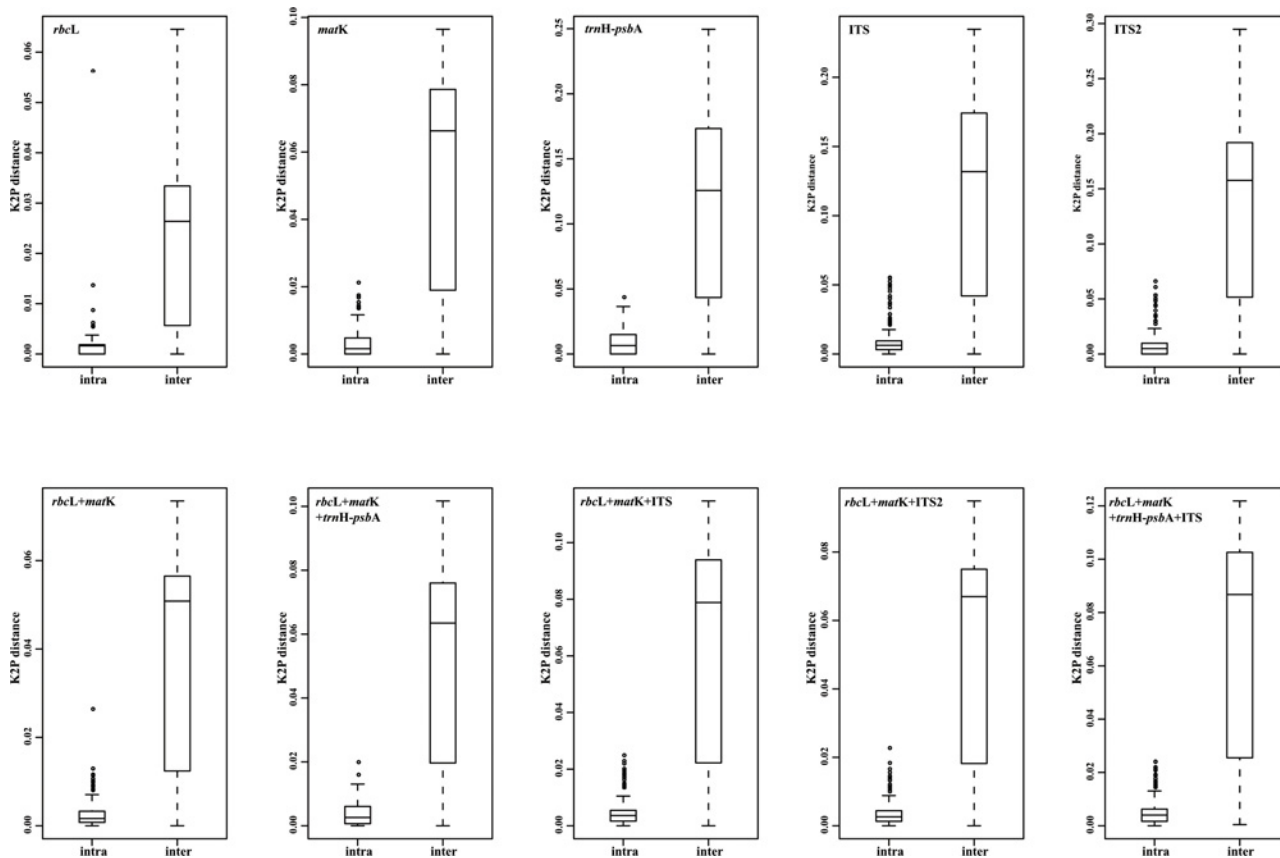 rbcL
K2P distance
0.00 0.01 0.02 0.03 0.04 0.05 0.06
intra inter
matK
K2P distance
0.00 0.02 0.04 0.06 0.08 0.10
intra inter
trnH-psbA
K2P distance
0.00 0.05 0.10 0.15 0.20 0.25
intra inter
ITS
K2P distance
0.00 0.05 0.10 0.15 0.20
intra inter
ITS2
K2P distance
0.00 0.05 0.10 0.15 0.20 0.25 0.30
intra inter
rbcL+matK
K2P distance
0.00 0.02 0.04 0.06
intra inter
rbcL+matK
+trnH-psbA
K2P distance
0.00 0.02 0.04 0.06 0.08 0.10
intra inter
rbcL+matK+ITS
K2P distance
0.00 0.02 0.04 0.06 0.08 0.10
intra inter
rbcL+matK+ITS2
K2P distance
0.00 0.02 0.04 0.06 0.08
intra inter
rbcL+matK
+trnH-psbA+ITS
K2P distance
0.00 0.02 0.04 0.06 0.08 0.10 0.12
intra inter